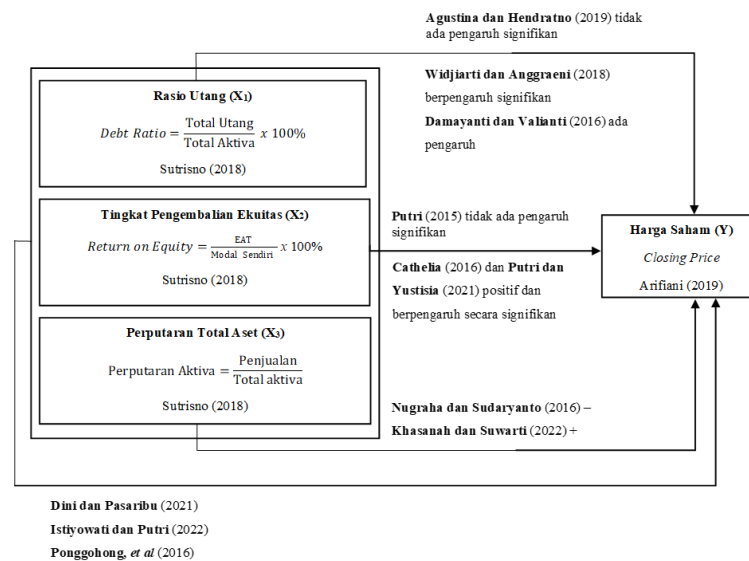 Agustina dan Hendratno (2019) tidak
ada pengaruh signifikan
Widjiarti dan Anggraeni (2018)
berpengaruh signifikan
Damayanti dan Valianti (2016) ada
pengaruh
Rasio Utang (X₁)
Debt Ratio = Total Utang / Total Aktiva x 100%
Sutrisno (2018)
Tingkat Pengembalian Ekuitas (X₂)
Return on Equity = EAT / Modal Sendiri x 100%
Sutrisno (2018)
Perputaran Total Aset (X₃)
Perputaran Aktiva = Penjualan / Total aktiva
Sutrisno (2018)
Putri (2015) tidak ada pengaruh
signifikan
Cathelia (2016) dan Putri dan
Yustisia (2021) positif dan
berpengaruh secara signifikan
Harga Saham (Y)
Closing Price
Arifiani (2019)
Nugraha dan Sudaryanto (2016) –
Khasanah dan Suwarti (2022) +
Dini dan Pasaribu (2021)
Istiyowati dan Putri (2022)
Ponggohong, et al (2016)